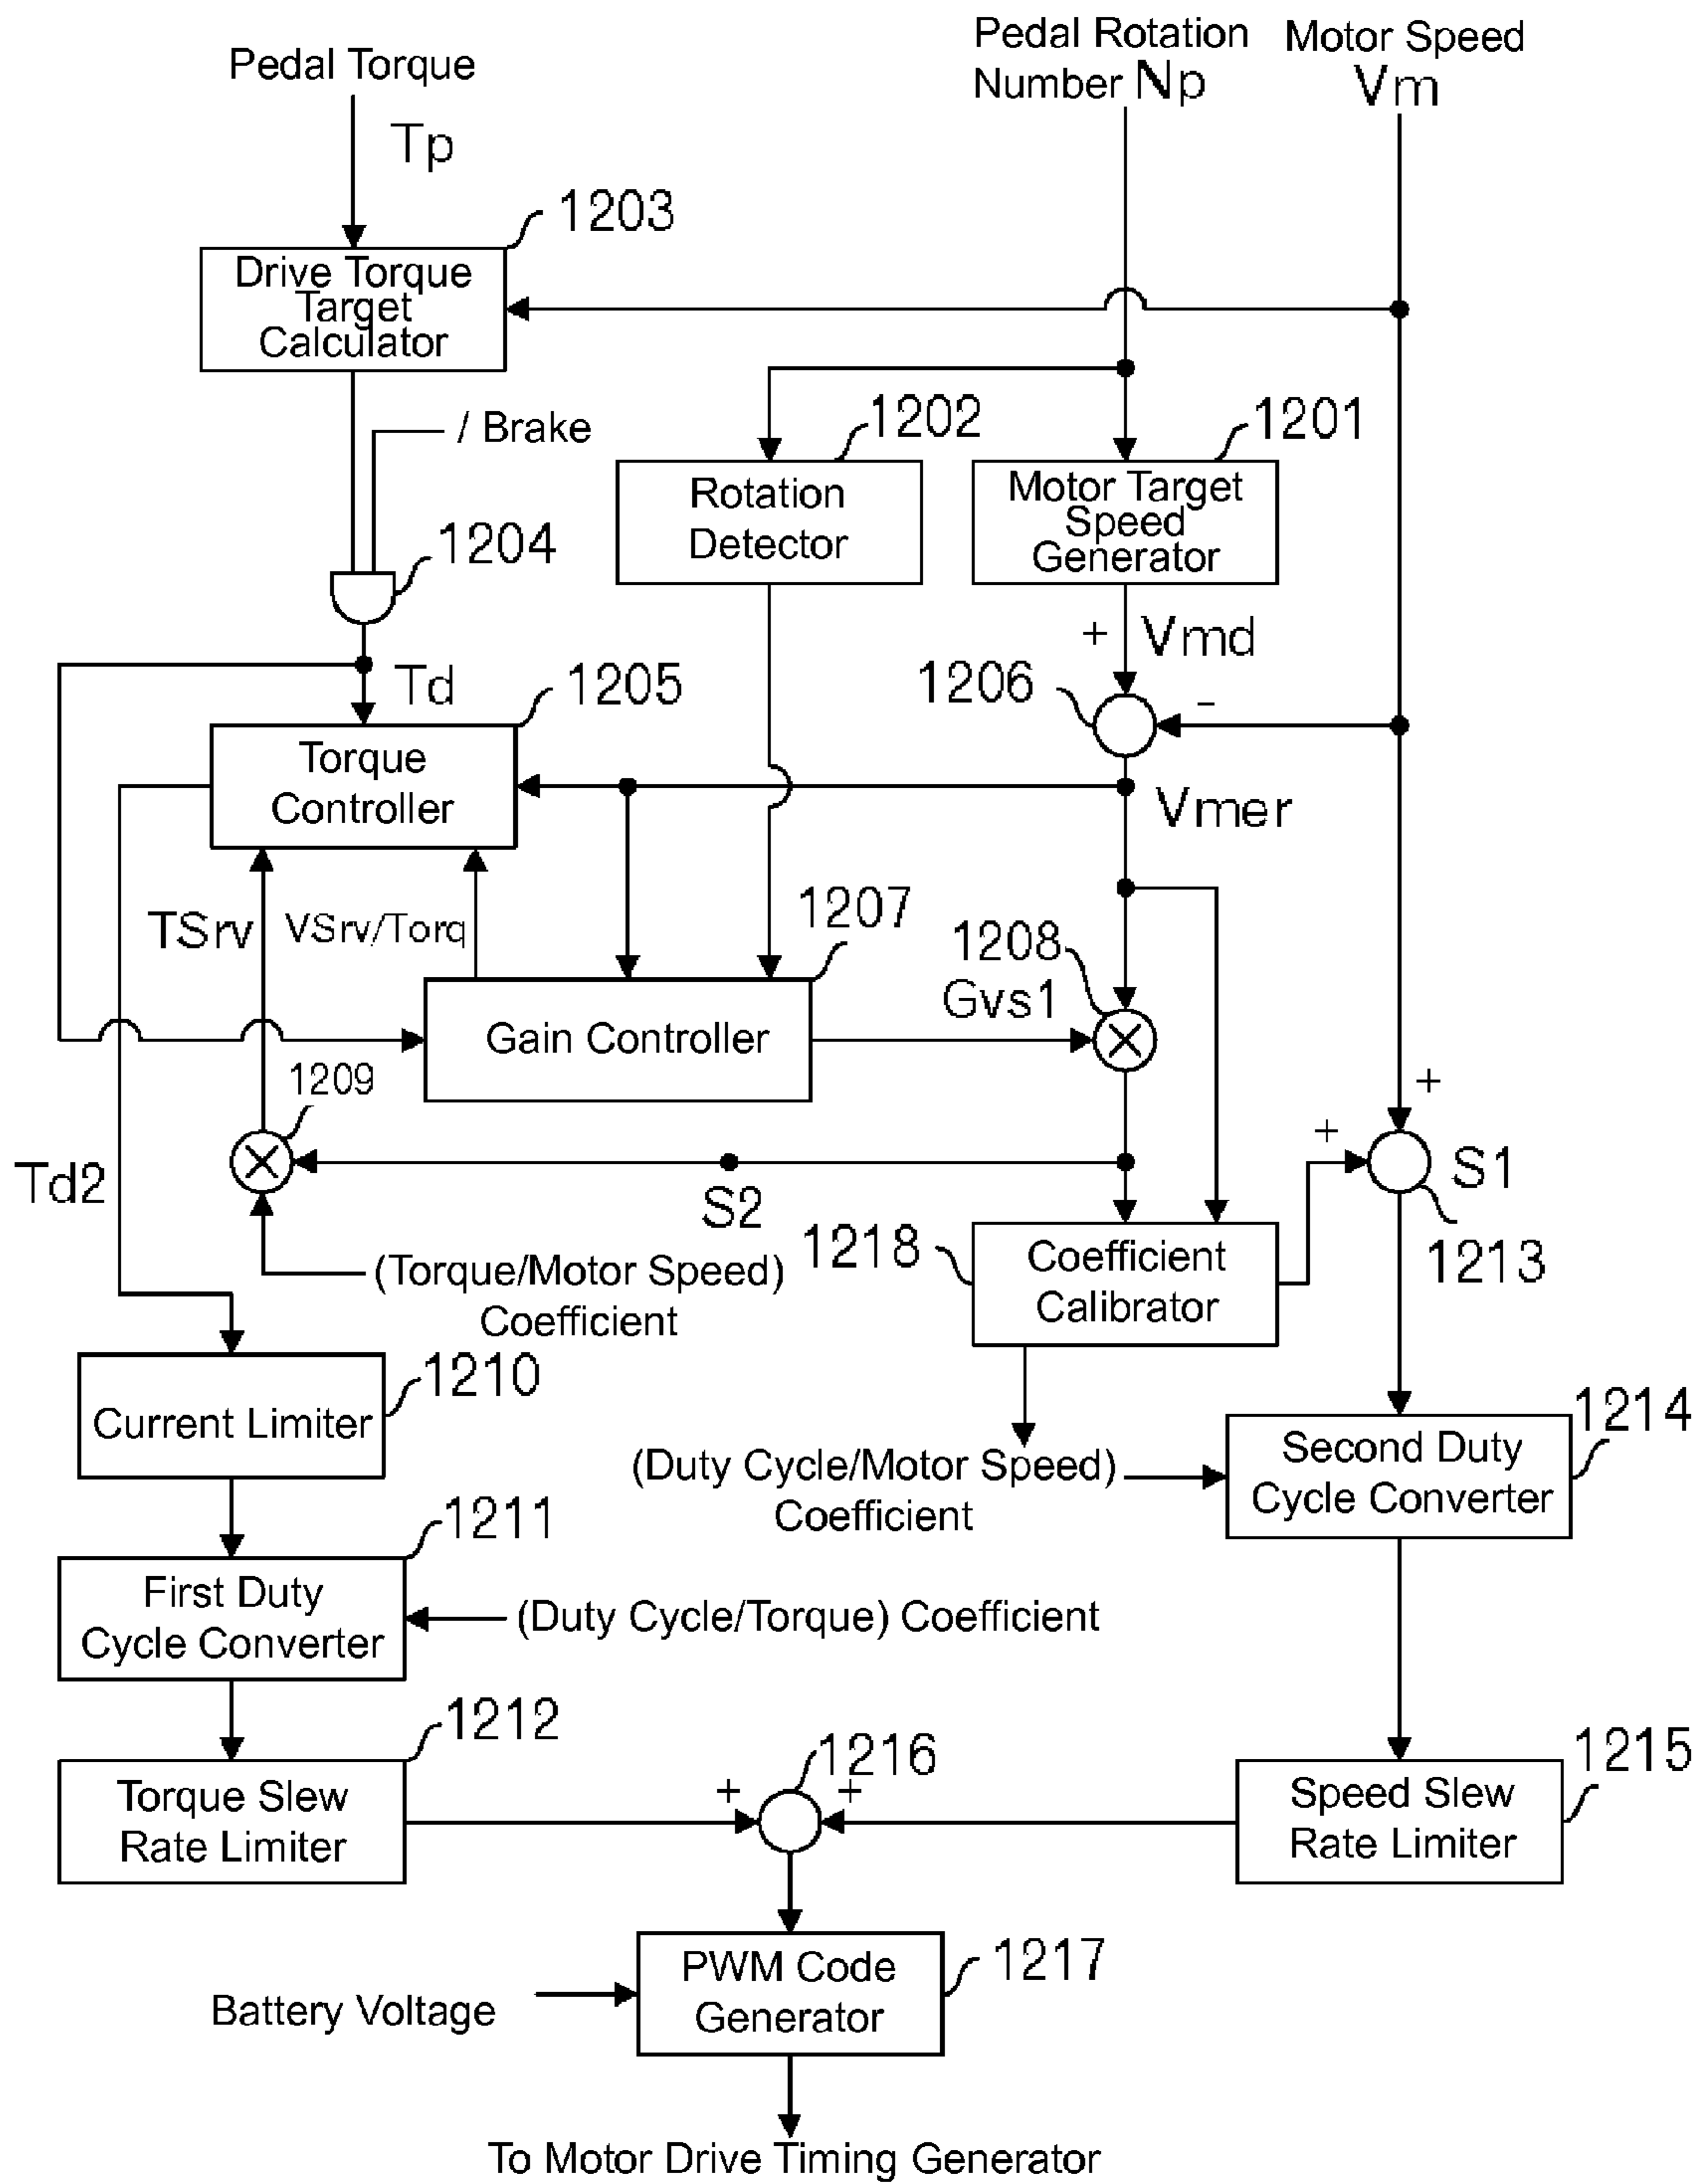 Pedal Torque
Pedal Rotation
Number Np
Motor Speed
Vm
Tp
1203
Drive Torque
Target
Calculator
/ Brake
1202
1201
Rotation
Detector
Motor Target
Speed
Generator
1204
+
Vmd
Td
1205
1206
-
Torque
Controller
Vmer
TSrv
VSrv/Torq
1207
1208
Gvs1
Gain Controller
1209
+
+
Td2
S2
S1
1218
1213
(Torque/Motor Speed)
Coefficient
Coefficient
Calibrator
1210
Current Limiter
1214
(Duty Cycle/Motor Speed)
Coefficient
Second Duty
Cycle Converter
1211
First Duty
Cycle Converter
(Duty Cycle/Torque) Coefficient
1212
1216
1215
+
+
Torque Slew
Rate Limiter
Speed Slew
Rate Limiter
1217
PWM Code
Generator
Battery Voltage
To Motor Drive Timing Generator